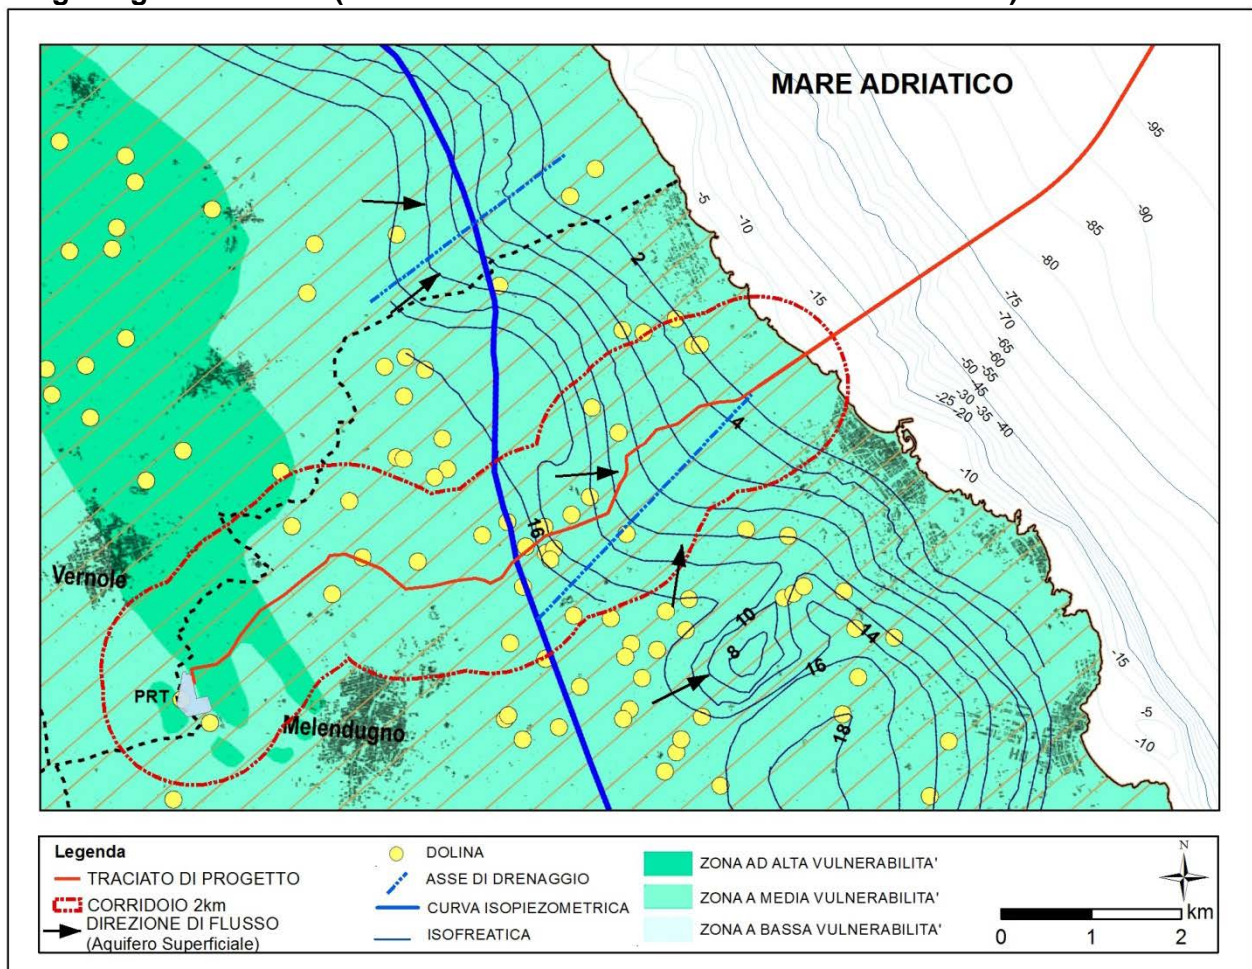 MARE ADRIATICO
-95
-90
-85
-80
-5
-10
-15
-75
-70
-65
-60
-55
-50
-45
-40
-35
-30
-25
-20
2
4
-10
16
Vernole
10
8
14
16
18
-15
-5
-10
PRT
Melendugno
Legenda
TRACIATO DI PROGETTO
CORRIDOIO 2km
DIREZIONE DI FLUSSO
(Aquifero Superficiale)
DOLINA
ASSE DI DRENAGGIO
CURVA ISOPIEZOMETRICA
ISOFREATICA
ZONA AD ALTA VULNERABILITA'
ZONA A MEDIA VULNERABILITA'
ZONA A BASSA VULNERABILITA'
N
km
0 1 2